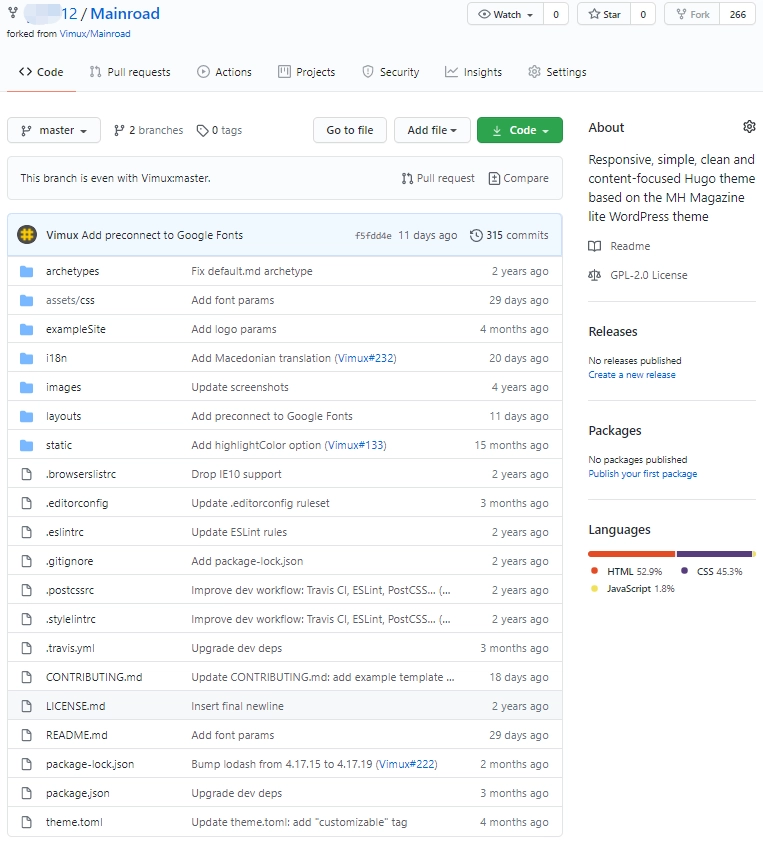 12 / Mainroad
Watch 0 Star 0 Fork 266
forked from Vimux/Mainroad
Code Pull requests Actions Projects Security Insights Settings
master 2 branches 0 tags Go to file Add file Code
This branch is even with Vimux:master. Pull request Compare
Vimux Add preconnect to Google Fonts f5fdd4e 11 days ago 315 commits
archetypes Fix default.md archetype 2 years ago
assets/css Add font params 29 days ago
exampleSite Add logo params 4 months ago
i18n Add Macedonian translation (Vimux#232) 20 days ago
images Update screenshots 4 years ago
layouts Add preconnect to Google Fonts 11 days ago
static Add highlightColor option (Vimux#133) 15 months ago
.browserslistrc Drop IE10 support 2 years ago
.editorconfig Update .editorconfig ruleset 3 months ago
.eslintrc Update ESLint rules 2 years ago
.gitignore Add package-lock.json 2 years ago
.postcssrc Improve dev workflow: Travis CI, ESLint, PostCSS... (... 2 years ago
.stylelintrc Improve dev workflow: Travis CI, ESLint, PostCSS... (... 2 years ago
.travis.yml Upgrade dev deps 3 months ago
CONTRIBUTING.md Update CONTRIBUTING.md: add example template ... 18 days ago
LICENSE.md Insert final newline 2 years ago
README.md Add font params 29 days ago
package-lock.json Bump lodash from 4.17.15 to 4.17.19 (Vimux#222) 2 months ago
package.json Upgrade dev deps 3 months ago
theme.toml Update theme.toml: add "customizable" tag 4 months ago
About
Responsive, simple, clean and
content-focused Hugo theme
based on the MH Magazine
lite WordPress theme
Readme
GPL-2.0 License
Releases
No releases published
Create a new release
Packages
No packages published
Publish your first package
Languages
HTML 52.9% CSS 45.3%
JavaScript 1.8%